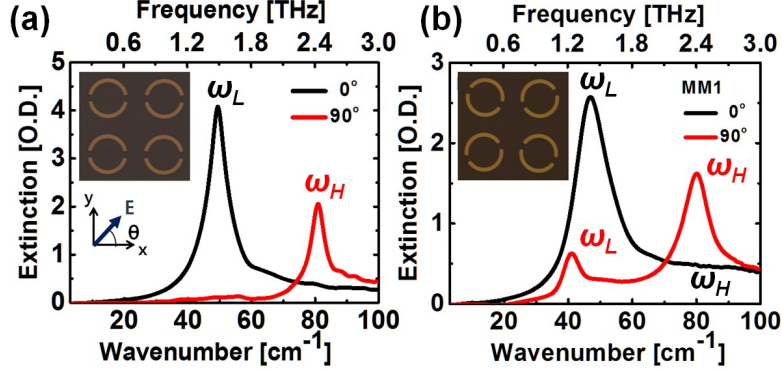 Frequency [THz]
(a)
0.6 1.2 1.8 2.4 3.0
5
4
3
2
1
0
Extinction [O.D.]
ωL
0°
90°
ωH
y
E
θ
x
20 40 60 80 100
Wavenumber [cm-1]
Frequency [THz]
(b)
0.6 1.2 1.8 2.4 3.0
3
2
1
0
Extinction [O.D.]
ωL
MM1
0°
90°
ωH
ωL
ωH
20 40 60 80 100
Wavenumber [cm-1]